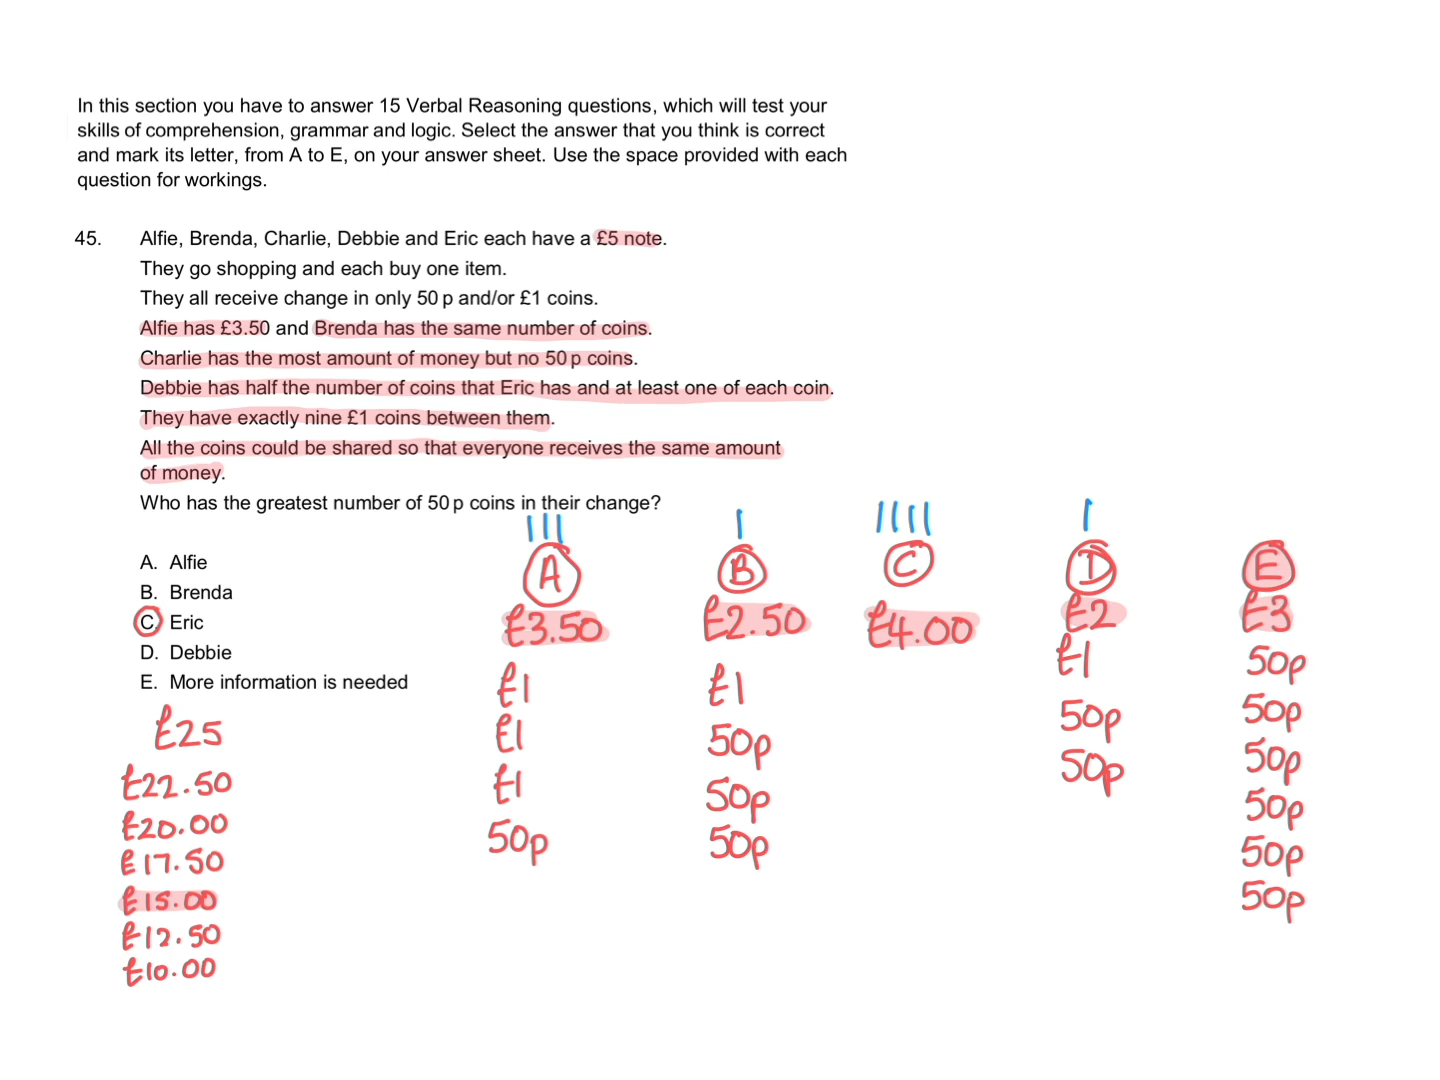 In this section you have to answer 15 Verbal Reasoning questions, which will test your
skills of comprehension, grammar and logic. Select the answer that you think is correct
and mark its letter, from A to E, on your answer sheet. Use the space provided with each
question for workings.
45. Alfie, Brenda, Charlie, Debbie and Eric each have a £5 note.
They go shopping and each buy one item.
They all receive change in only 50 p and/or £1 coins.
Alfie has £3.50 and Brenda has the same number of coins.
Charlie has the most amount of money but no 50 p coins.
Debbie has half the number of coins that Eric has and at least one of each coin.
They have exactly nine £1 coins between them.
All the coins could be shared so that everyone receives the same amount
of money.
Who has the greatest number of 50 p coins in their change?
A. Alfie
B. Brenda
C. Eric
D. Debbie
E. More information is needed
£25
£22.50
£20.00
£17.50
£15.00
£12.50
£10.00
A
£3.50
£1
£1
£1
50p
B
£2.50
£1
50p
50p
50p
C
£4.00
D
£2
£1
50p
50p
E
£3
50p
50p
50p
50p
50p
50p